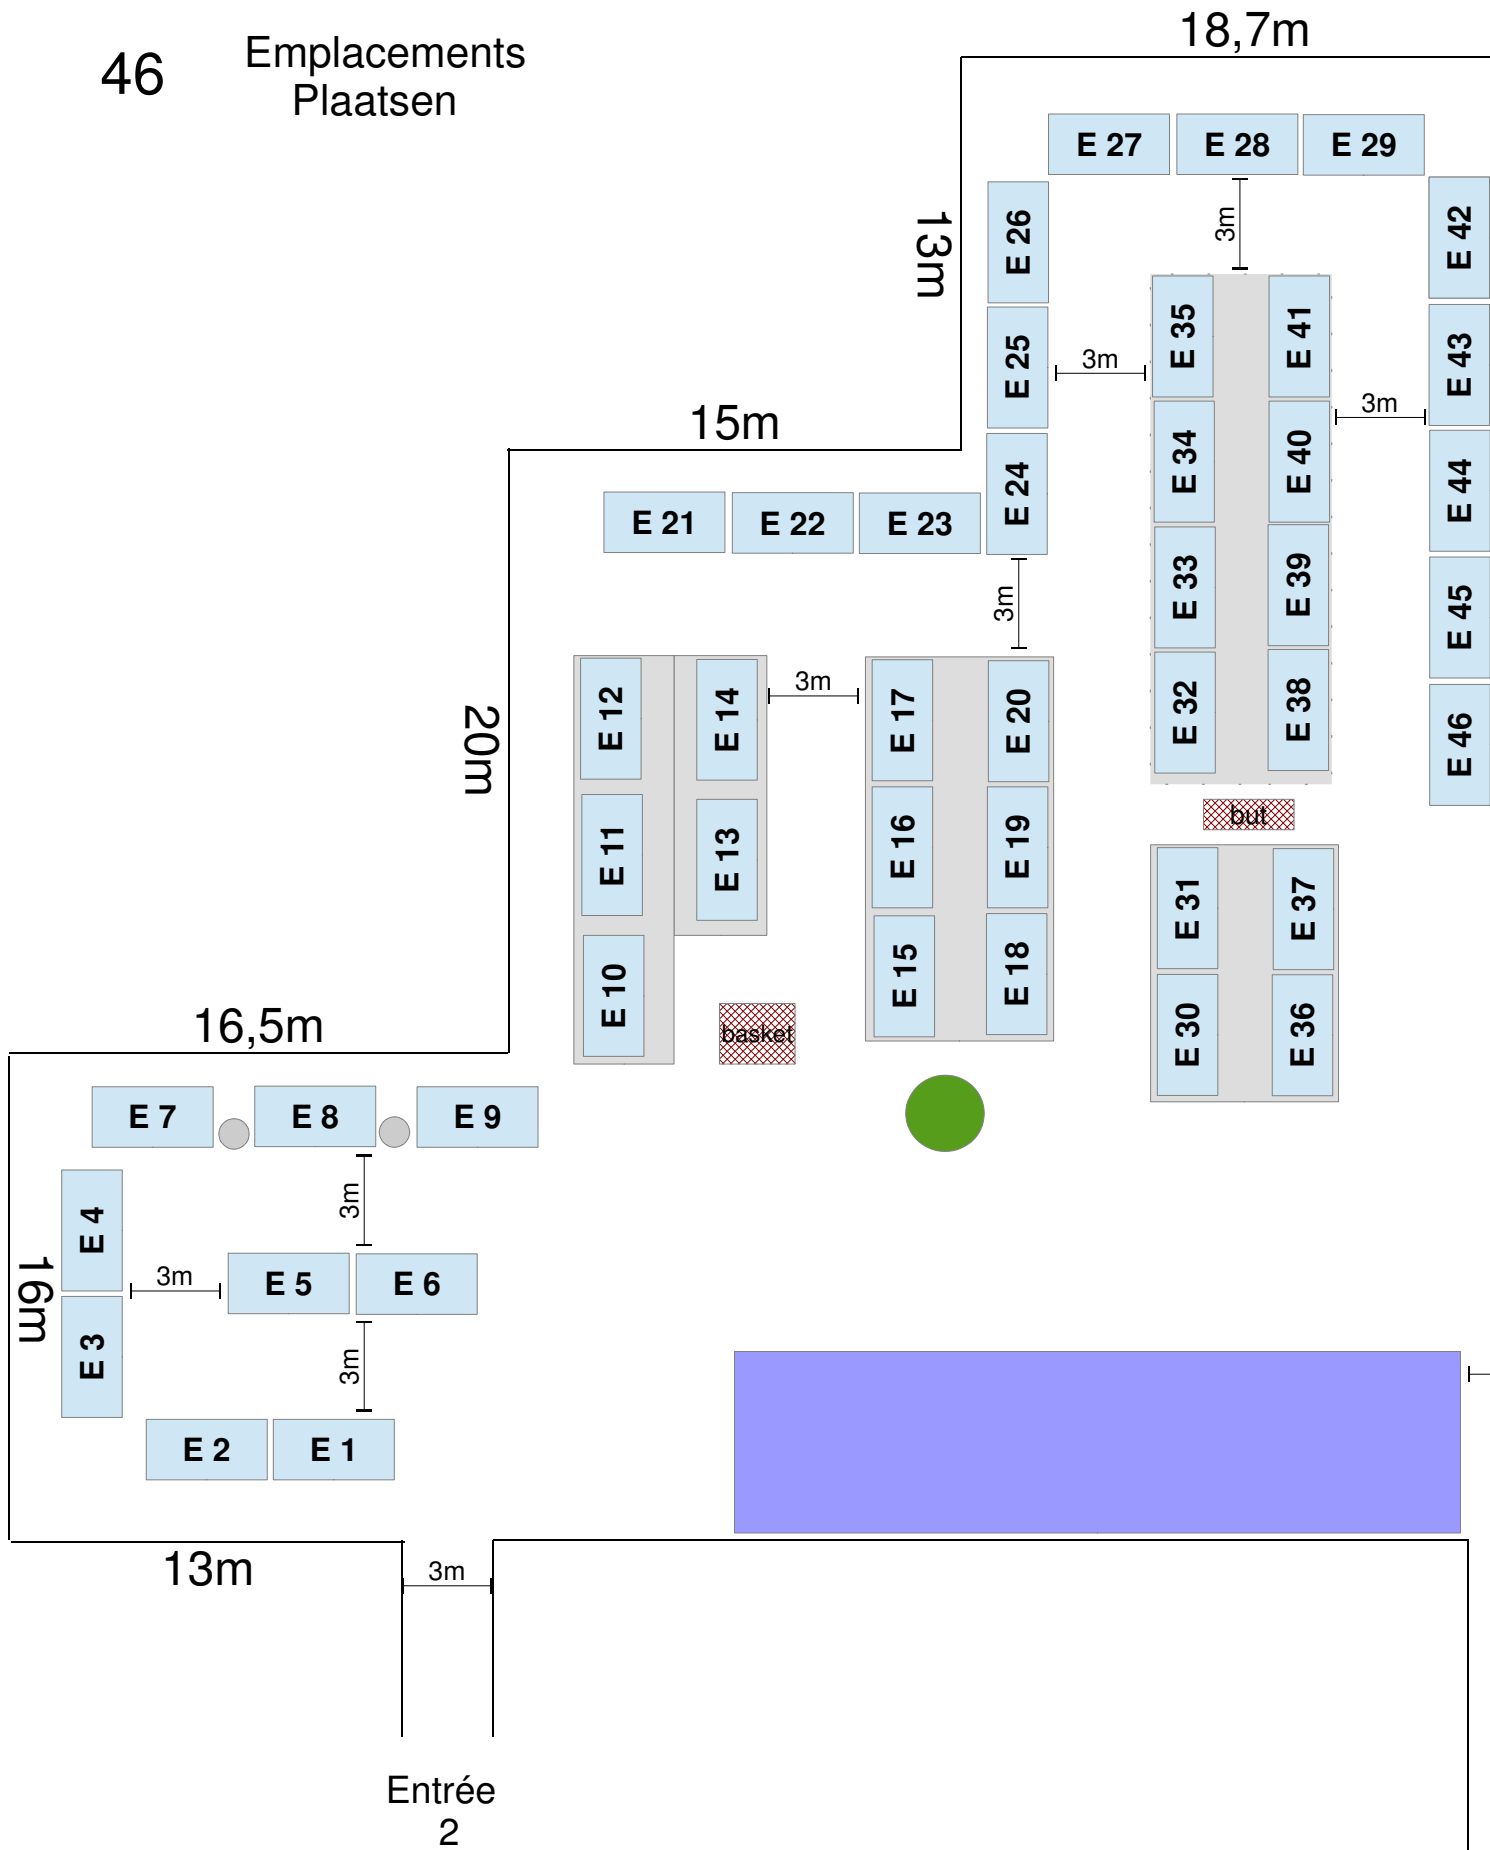 46
Emplacements
Plaatsen
18,7m
E 27
E 28
E 29
E 26
13m
3m
E 42
E 35
E 41
E 25
3m
E 43
3m
15m
E 34
E 40
E 24
E 44
E 21
E 22
E 23
3m
E 33
E 39
E 45
E 12
E 14
3m
E 17
E 20
E 32
E 38
E 46
20m
but
E 11
E 13
E 16
E 19
E 31
E 37
E 10
basket
E 15
E 18
E 30
E 36
16,5m
E 7
E 8
E 9
3m
E 4
3m
E 5
E 6
16m
E 3
3m
E 2
E 1
13m
3m
Entrée
2